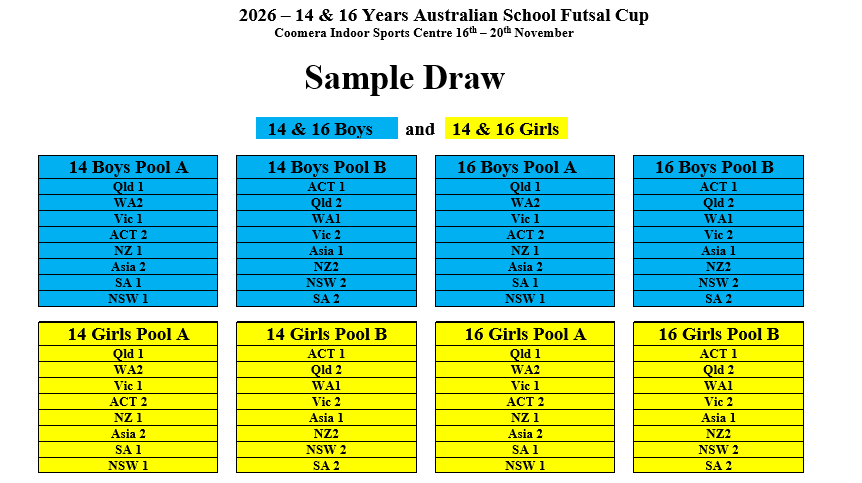 2026 – 14 & 16 Years Australian School Futsal Cup
Coomera Indoor Sports Centre 16th – 20th November
Sample Draw
14 & 16 Boys and 14 & 16 Girls
14 Boys Pool A 14 Boys Pool B 16 Boys Pool A 16 Boys Pool B
Qld 1 ACT 1 Qld 1 ACT 1
WA2 Qld 2 WA2 Qld 2
Vic 1 WA1 Vic 1 WA1
ACT 2 Vic 2 ACT 2 Vic 2
NZ 1 Asia 1 NZ 1 Asia 1
Asia 2 NZ2 Asia 2 NZ2
SA 1 NSW 2 SA 1 NSW 2
NSW 1 SA 2 NSW 1 SA 2
14 Girls Pool A 14 Girls Pool B 16 Girls Pool A 16 Girls Pool B
Qld 1 ACT 1 Qld 1 ACT 1
WA2 Qld 2 WA2 Qld 2
Vic 1 WA1 Vic 1 WA1
ACT 2 Vic 2 ACT 2 Vic 2
NZ 1 Asia 1 NZ 1 Asia 1
Asia 2 NZ2 Asia 2 NZ2
SA 1 NSW 2 SA 1 NSW 2
NSW 1 SA 2 NSW 1 SA 2